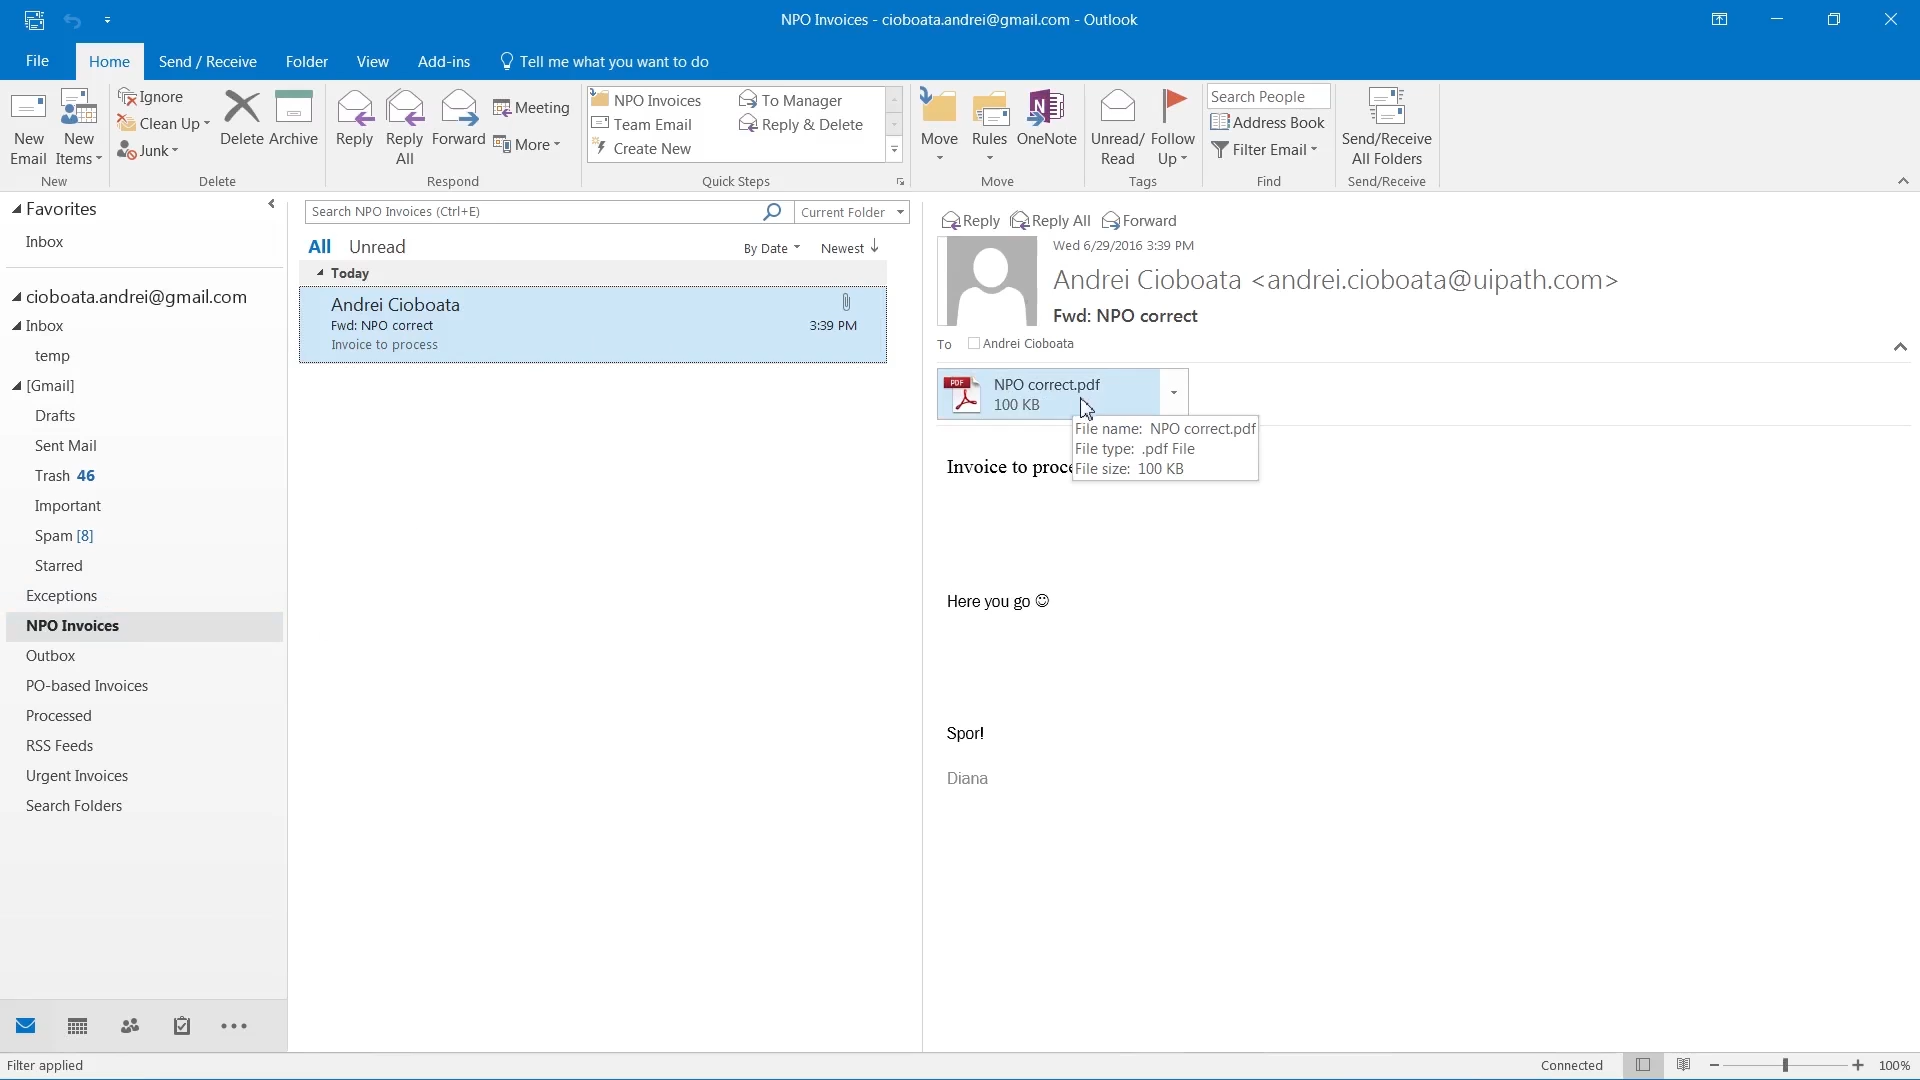 NPO Invoices - cioboata.andrei@gmail.com - Outlook
File Home Send / Receive Folder View Add-ins Tell me what you want to do
New Email
New Items
New
Ignore
Clean Up
Junk
Delete
Archive
Delete
Reply
Reply All
Forward
Meeting
More
Respond
NPO Invoices
To Manager
Team Email
Reply & Delete
Create New
Quick Steps
Move
Rules
OneNote
Move
Unread/ Read
Follow Up
Tags
Search People
Address Book
Filter Email
Find
Send/Receive All Folders
Send/Receive
Favorites
Inbox
cioboata.andrei@gmail.com
Inbox
temp
[Gmail]
Drafts
Sent Mail
Trash 46
Important
Spam [8]
Starred
Exceptions
NPO Invoices
Outbox
PO-based Invoices
Processed
RSS Feeds
Urgent Invoices
Search Folders
Search NPO Invoices (Ctrl+E)
Current Folder
All Unread
By Date Newest
Today
Andrei Cioboata
Fwd: NPO correct 3:39 PM
Invoice to process
Reply Reply All Forward
Wed 6/29/2016 3:39 PM
Andrei Cioboata <andrei.cioboata@uipath.com>
Fwd: NPO correct
To Andrei Cioboata
PDF
NPO correct.pdf
100 KB
File name: NPO correct.pdf
File type: .pdf File
File size: 100 KB
Invoice to proce
Here you go ☺
Spor!
Diana
Filter applied
Connected
100%